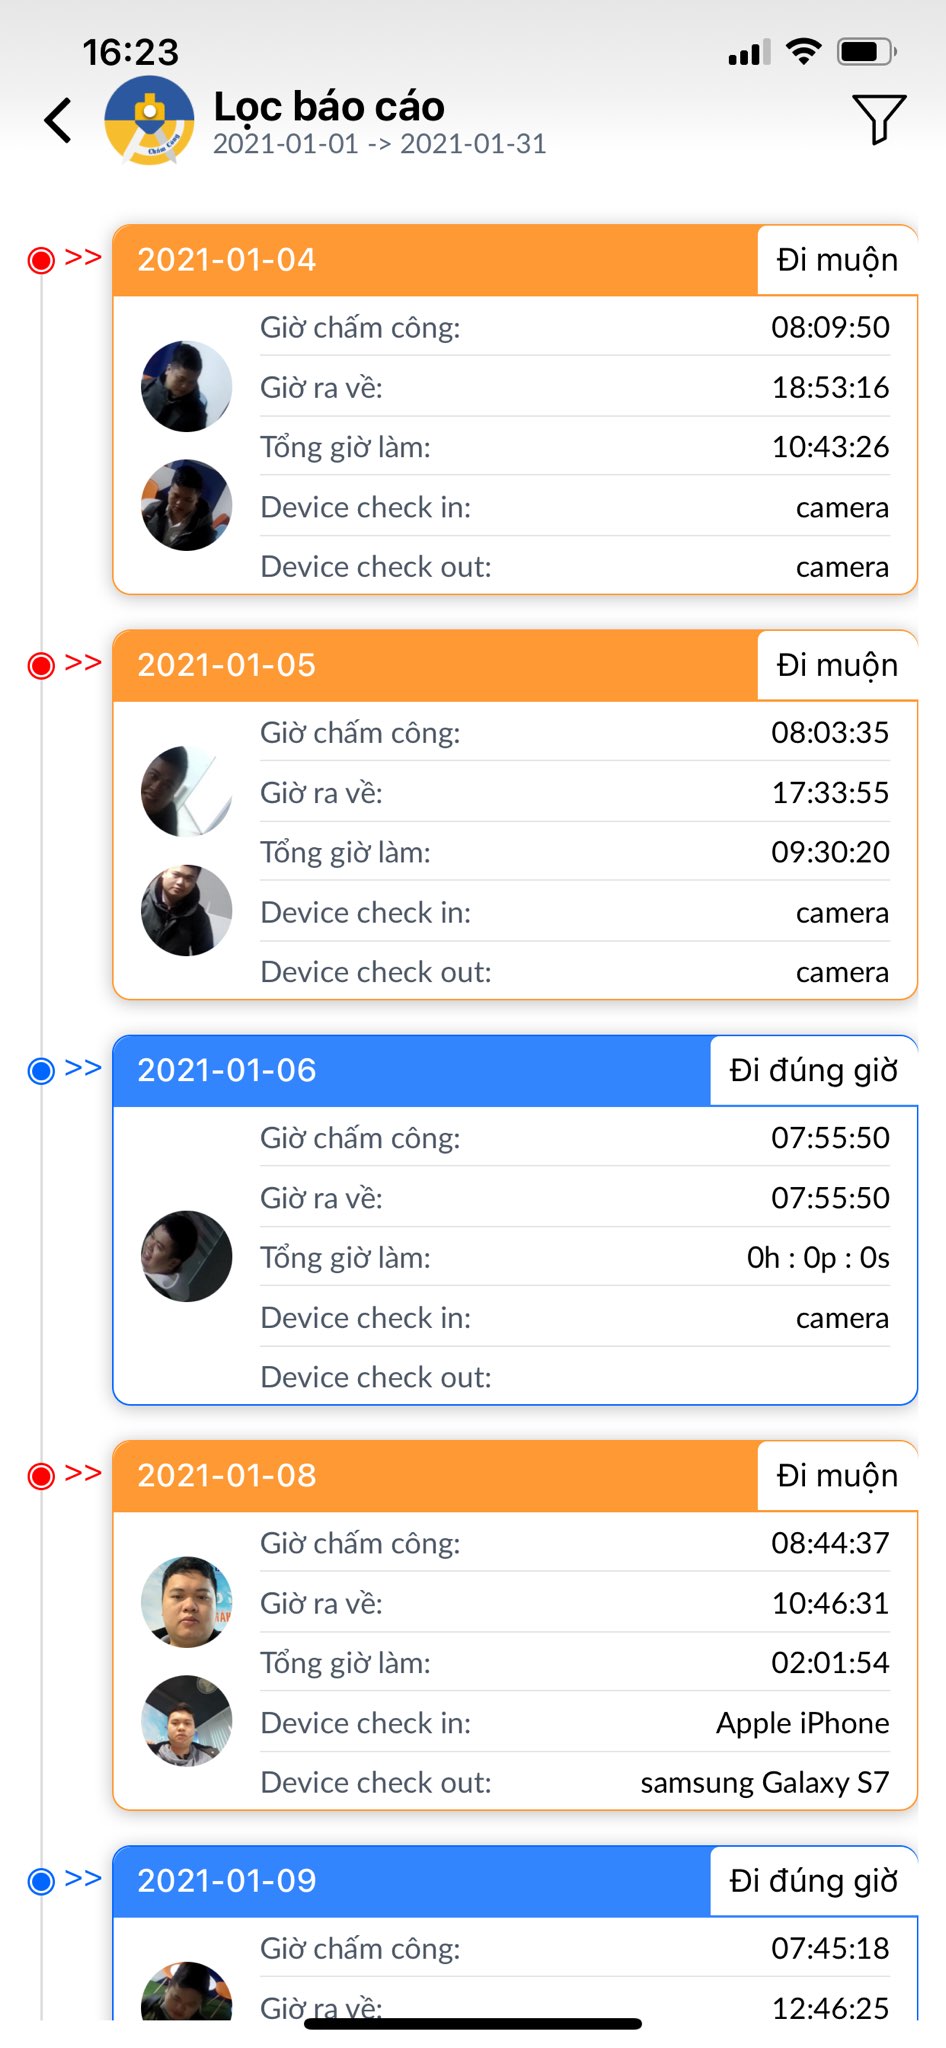 16:23
Lọc báo cáo
2021-01-01 -> 2021-01-31
Chấm Công
>> 2021-01-04 Đi muộn
Giờ chấm công: 08:09:50
Giờ ra về: 18:53:16
Tổng giờ làm: 10:43:26
Device check in: camera
Device check out: camera
>> 2021-01-05 Đi muộn
Giờ chấm công: 08:03:35
Giờ ra về: 17:33:55
Tổng giờ làm: 09:30:20
Device check in: camera
Device check out: camera
>> 2021-01-06 Đi đúng giờ
Giờ chấm công: 07:55:50
Giờ ra về: 07:55:50
Tổng giờ làm: 0h : 0p : 0s
Device check in: camera
Device check out:
>> 2021-01-08 Đi muộn
Giờ chấm công: 08:44:37
Giờ ra về: 10:46:31
Tổng giờ làm: 02:01:54
Device check in: Apple iPhone
Device check out: samsung Galaxy S7
>> 2021-01-09 Đi đúng giờ
Giờ chấm công: 07:45:18
Giờ ra về: 12:46:25